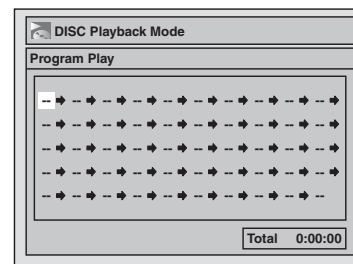 DISC Playback Mode
Program Play
-- ➡ -- ➡ -- ➡ -- ➡ -- ➡ -- ➡ -- ➡ -- ➡ -- ➡ -- ➡
-- ➡ -- ➡ -- ➡ -- ➡ -- ➡ -- ➡ -- ➡ -- ➡ -- ➡ -- ➡
-- ➡ -- ➡ -- ➡ -- ➡ -- ➡ -- ➡ -- ➡ -- ➡ -- ➡ -- ➡
-- ➡ -- ➡ -- ➡ -- ➡ -- ➡ -- ➡ -- ➡ -- ➡ -- ➡ -- ➡
-- ➡ -- ➡ -- ➡ -- ➡ -- ➡ -- ➡ -- ➡ -- ➡ -- ➡ --
Total 0:00:00